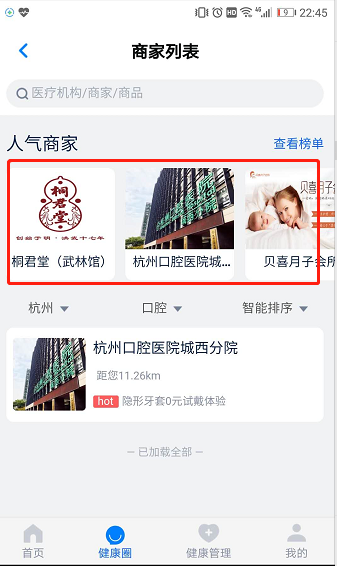 HD 4G 9 22:45
商家列表
医疗机构/商家/商品
人气商家
查看榜单
桐君堂
桐君堂（武林馆）
杭州口腔医院城...
贝喜月子会所
杭州
口腔
智能排序
杭州口腔医院城西分院
距您11.26km
hot 隐形牙套0元试戴体验
— 已加载全部 —
首页
健康圈
健康管理
我的